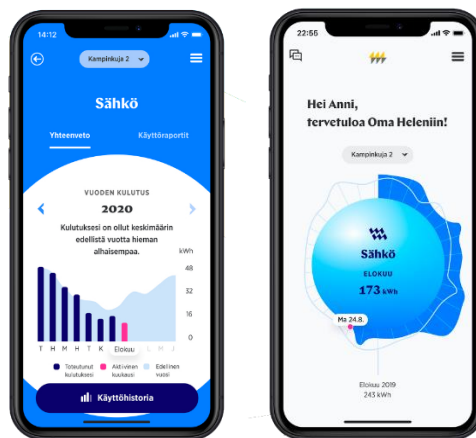 14:12
Kampinkuja 2
Sähkö
Yhteenveto
Käyttöraportit
VUODEN KULUTUS
2020
Kulutuksesi on ollut keskimäärin
edellistä vuotta hieman
alhaisempaa.
kWh
48
32
16
0
T H M H T K Elokuu L M J
Toteutunut
kulutuksesi
Aktiivinen
kuukausi
Edellinen
vuosi
Käyttöhistoria
22:55
Hei Anni,
tervetuloa Oma Heleniin!
Kampinkuja 2
Sähkö
ELOKUU
173 kWh
Ma 24.8.
Elokuu 2019
243 kWh